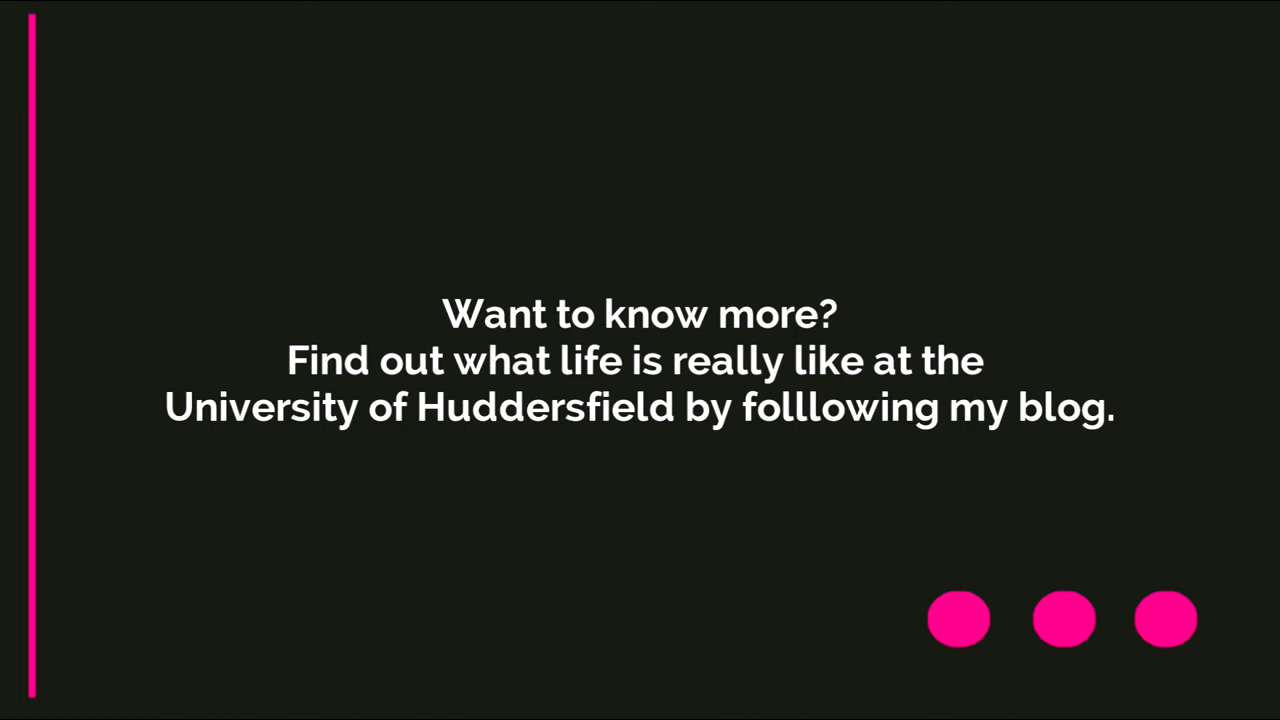 Want to know more?
Find out what life is really like at the
University of Huddersfield by folllowing my blog.